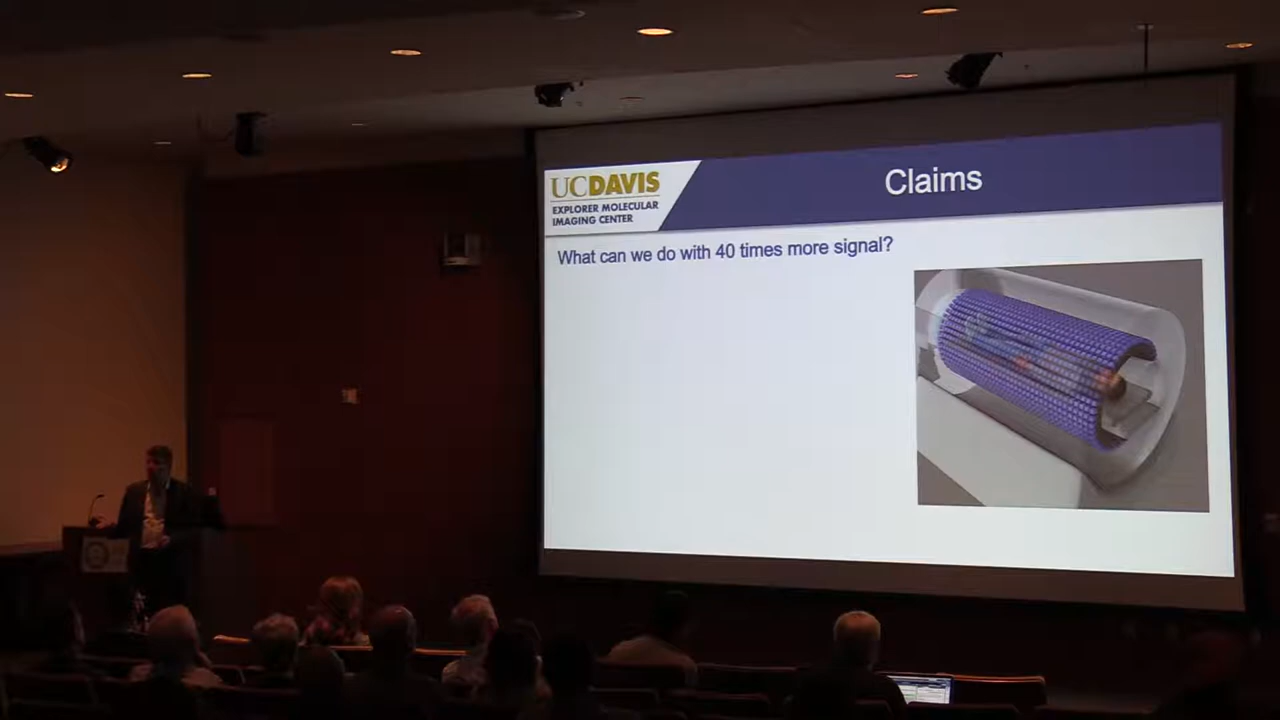 UCDAVIS
EXPLORER MOLECULAR
IMAGING CENTER
Claims
What can we do with 40 times more signal?